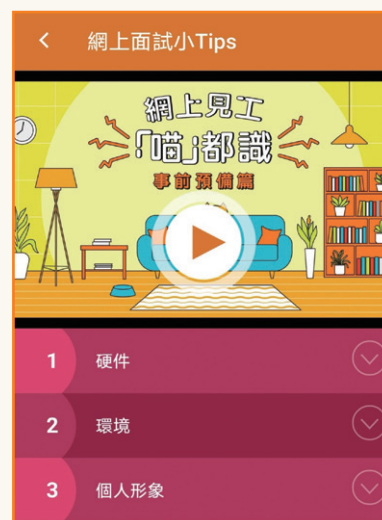 網上面試小Tips
網上見工
「喵」都識
事前預備篇
1 硬件
2 環境
3 個人形象